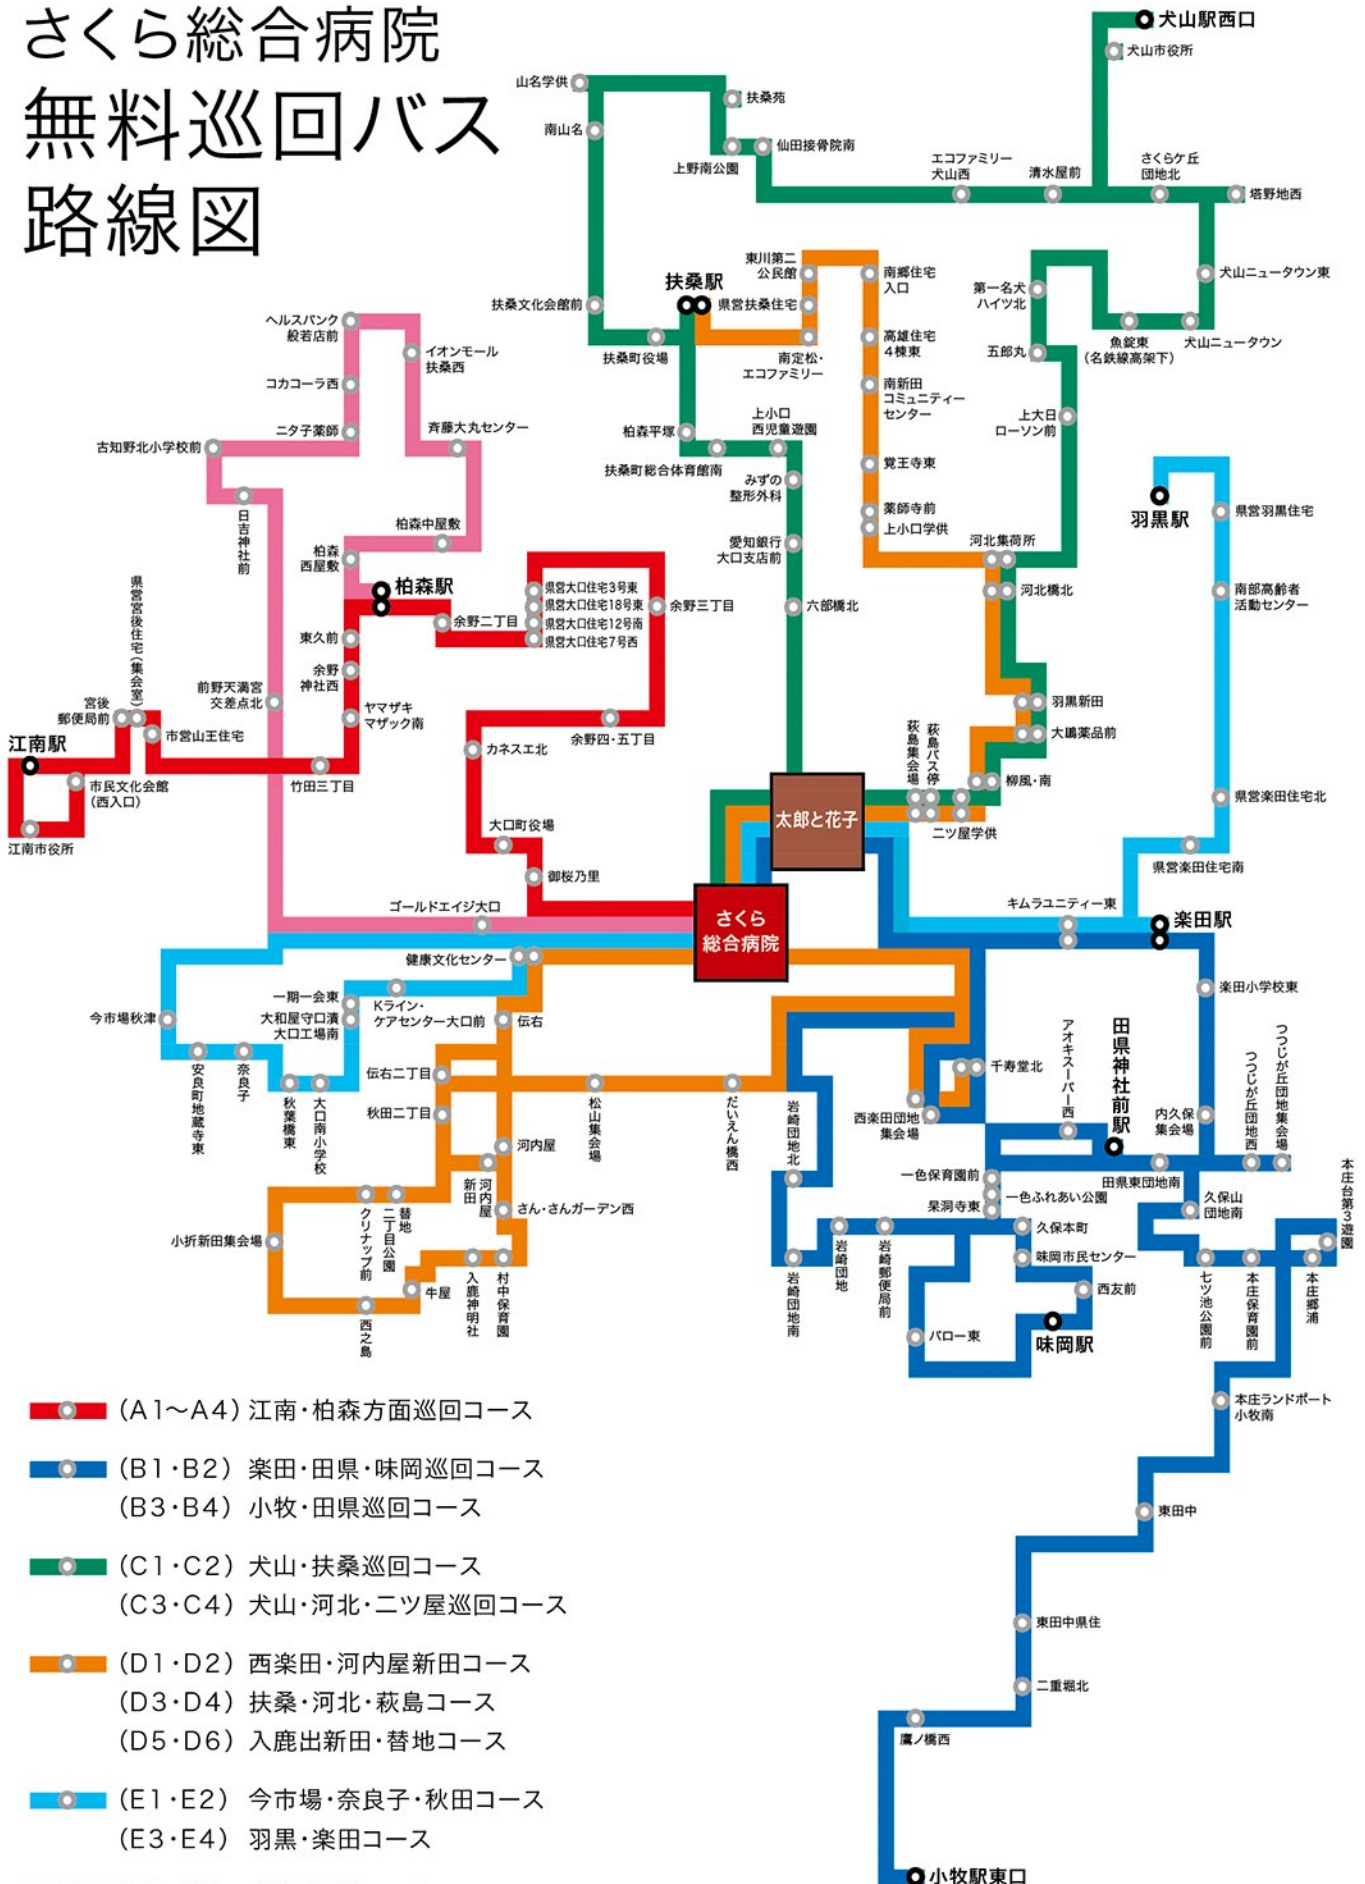 さくら総合病院
無料巡回バス
路線図
犬山駅西口
犬山市役所
山名学供
扶桑苑
南山名
仙田接骨院南
上野南公園
エコファミリー
犬山西
清水屋前
さくらケ丘
団地北
塔野地西
東川第二
公民館
南郷住宅
入口
犬山ニュータウン東
第一名犬
ハイツ北
扶桑駅
扶桑文化会館前
県営扶桑住宅
ヘルスバンク
般若店前
イオンモール
扶桑西
扶桑町役場
南定松・
エコファミリー
高雄住宅
4棟東
五郎丸
魚錠東
(名鉄線高架下)
犬山ニュータウン
コカコーラ西
南新田
コミュニティー
センター
上大日
ローソン前
ニタ子薬師
斉藤大丸センター
柏森平塚
上小口
西児童遊園
古知野北小学校前
扶桑町総合体育館南
覚王寺東
みずの
整形外科
日吉神社前
羽黒駅
県営羽黒住宅
薬師寺前
上小口学供
柏森中屋敷
愛知銀行
大口支店前
河北集荷所
柏森
西屋敷
柏森駅
県営大口住宅3号東
県営大口住宅18号東
県営大口住宅12号南
県営大口住宅7号西
余野三丁目
六部橋北
河北橋北
南部高齢者
活動センター
県営宮後住宅(集会室)
余野二丁目
東久前
余野
神社西
前野天満宮
交差点北
宮後
郵便局前
ヤマザキ
マザック南
羽黒新田
市営山王住宅
余野四・五丁目
カネスエ北
萩島集会場
萩島バス停
大鵬薬品前
江南駅
市民文化会館
(西入口)
竹田三丁目
柳風・南
県営楽田住宅北
江南市役所
大口町役場
太郎と花子
二ツ屋学供
県営楽田住宅南
御桜乃里
ゴールドエイジ大口
さくら
総合病院
キムラユニティー東
楽田駅
健康文化センター
一期一会東
大和屋守口漬
大口工場南
Kライン・
ケアセンター大口前
伝右
今市場秋津
楽田小学校東
安良町地蔵寺東
奈良子
秋葉橋東
大口南小学校
伝右二丁目
秋田二丁目
松山集会場
だいえん橋西
岩崎団地北
千寿堂北
西楽田団地
集会場
アオキスーパー西
田県神社前駅
内久保
集会場
つつじが丘団地西
つつじが丘団地集会場
河内屋
河内屋
新田
一色保育園前
一色ふれあい公園
杲洞寺東
田県東団地南
久保山
団地南
本庄台第3遊園
さん・さんガーデン西
小折新田集会場
クリナップ前
替地
二丁目公園
久保本町
味岡市民センター
岩崎団地南
岩崎団地
岩崎郵便局前
七ツ池公園前
本庄保育園前
本庄郷浦
牛屋
入鹿神明社
村中保育園
西之島
西友前
バロー東
味岡駅
本庄ランドポート
小牧南
東田中
東田中県住
二重堀北
鷹ノ橋西
小牧駅東口
(A1〜A4)江南・柏森方面巡回コース
(B1・B2) 楽田・田県・味岡巡回コース
(B3・B4) 小牧・田県巡回コース
(C1・C2) 犬山・扶桑巡回コース
(C3・C4) 犬山・河北・二ツ屋巡回コース
(D1・D2) 西楽田・河内屋新田コース
(D3・D4) 扶桑・河北・萩島コース
(D5・D6) 入鹿出新田・替地コース
(E1・E2) 今市場・奈良子・秋田コース
(E3・E4) 羽黒・楽田コース